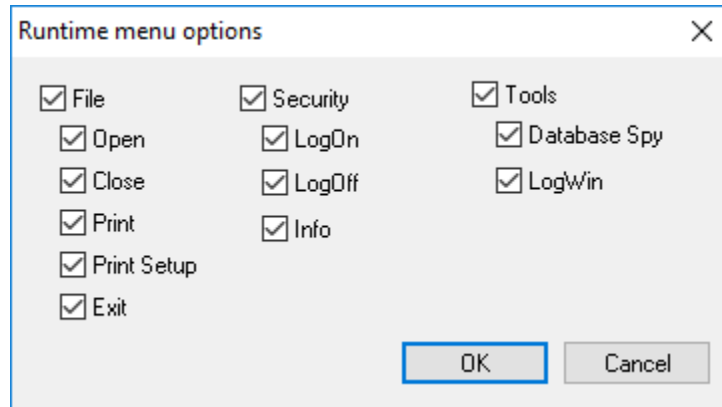 Runtime menu options
File
Open
Close
Print
Print Setup
Exit
Security
LogOn
LogOff
Info
Tools
Database Spy
LogWin
OK
Cancel